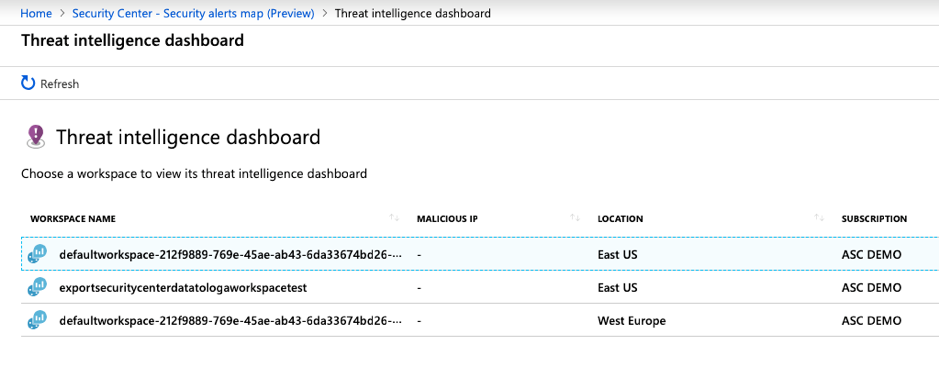 Home > Security Center - Security alerts map (Preview) > Threat intelligence dashboard
Threat intelligence dashboard
Refresh
Threat intelligence dashboard
Choose a workspace to view its threat intelligence dashboard
WORKSPACE NAME ↑↓ MALICIOUS IP ↑↓ LOCATION ↑↓ SUBSCRIPTION
defaultworkspace-212f9889-769e-45ae-ab43-6da33674bd26-... - East US ASC DEMO
exportsecuritycenterdatatologaworkspacetest - East US ASC DEMO
defaultworkspace-212f9889-769e-45ae-ab43-6da33674bd26-... - West Europe ASC DEMO